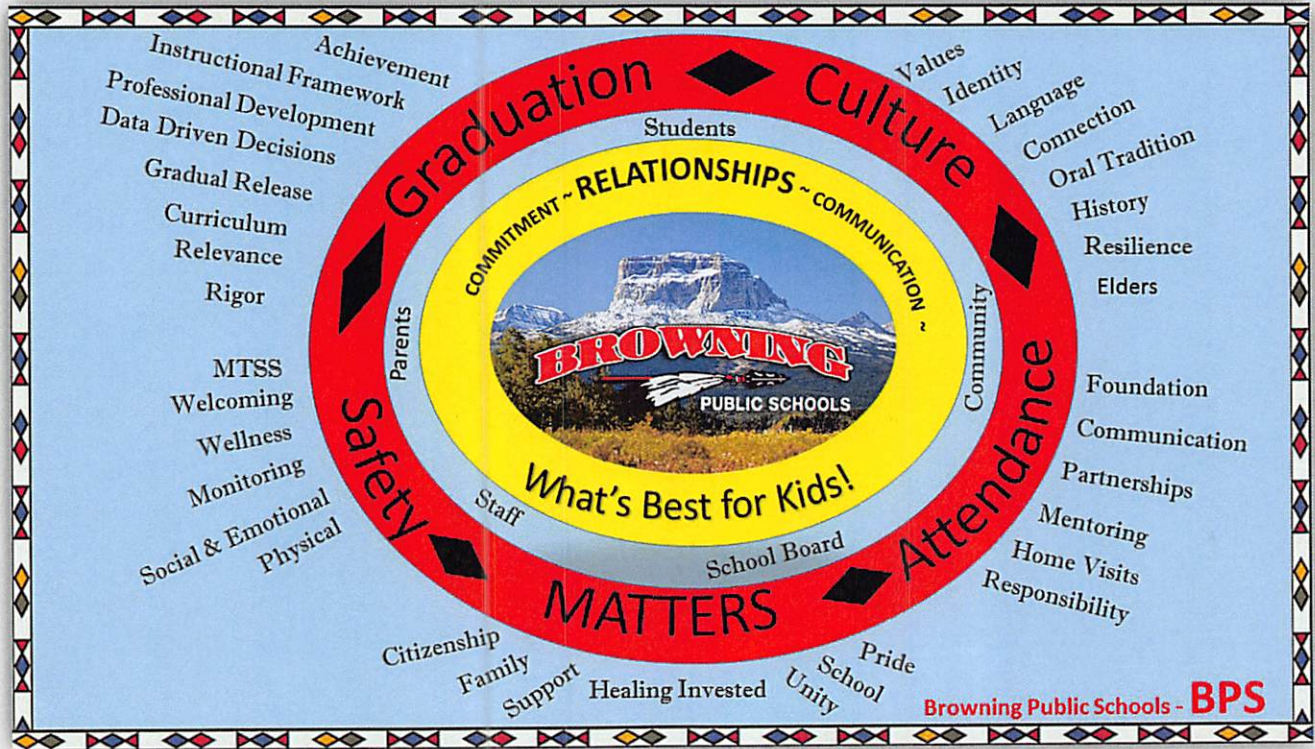 Achievement
Instructional Framework
Professional Development
Data Driven Decisions
Gradual Release
Curriculum
Relevance
Rigor
Graduation
Culture
Values
Identity
Language
Connection
Oral Tradition
History
Resilience
Elders
Students
COMMITMENT ~ RELATIONSHIPS ~ COMMUNICATION ~
Parents
Community
BROWNING
PUBLIC SCHOOLS
What's Best for Kids!
Staff
School Board
MTSS
Welcoming
Wellness
Monitoring
Social & Emotional
Physical
Safety
MATTERS
Attendance
Foundation
Communication
Partnerships
Mentoring
Home Visits
Responsibility
Citizenship
Family
Support
Healing Invested
Unity
School
Pride
Browning Public Schools - BPS